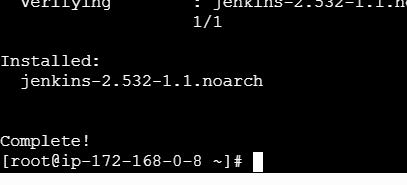 Verifying : jenkins-2.532-1.1.no
1/1
Installed:
jenkins-2.532-1.1.noarch
Complete!
[root@ip-172-168-0-8 ~]#